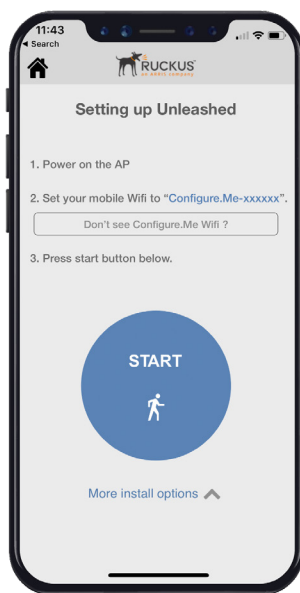 11:43
Search
RUCKUS
an ARRIS company
Setting up Unleashed
1. Power on the AP
2. Set your mobile Wifi to “Configure.Me-xxxxxx”.
Don't see Configure.Me Wifi ?
3. Press start button below.
START
More install options